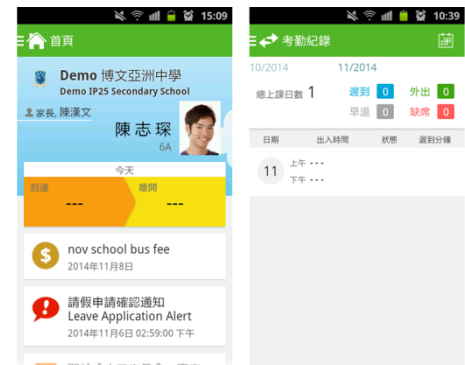 15:09
首頁
Demo 博文亞洲中學
Demo IP25 Secondary School
家長, 陳漢文
陳志琛
6A
今天
到達
離開
---
---
nov school bus fee
2014年11月8日
請假申請確認通知
Leave Application Alert
2014年11月6日 02:59:00 下午
10:39
考勤紀錄
10/2014
11/2014
總上課日數 1
遲到 0
外出 0
早退 0
缺席 0
日期
出入時間
狀態
遲到分鐘
11
上午 ---
下午 ---